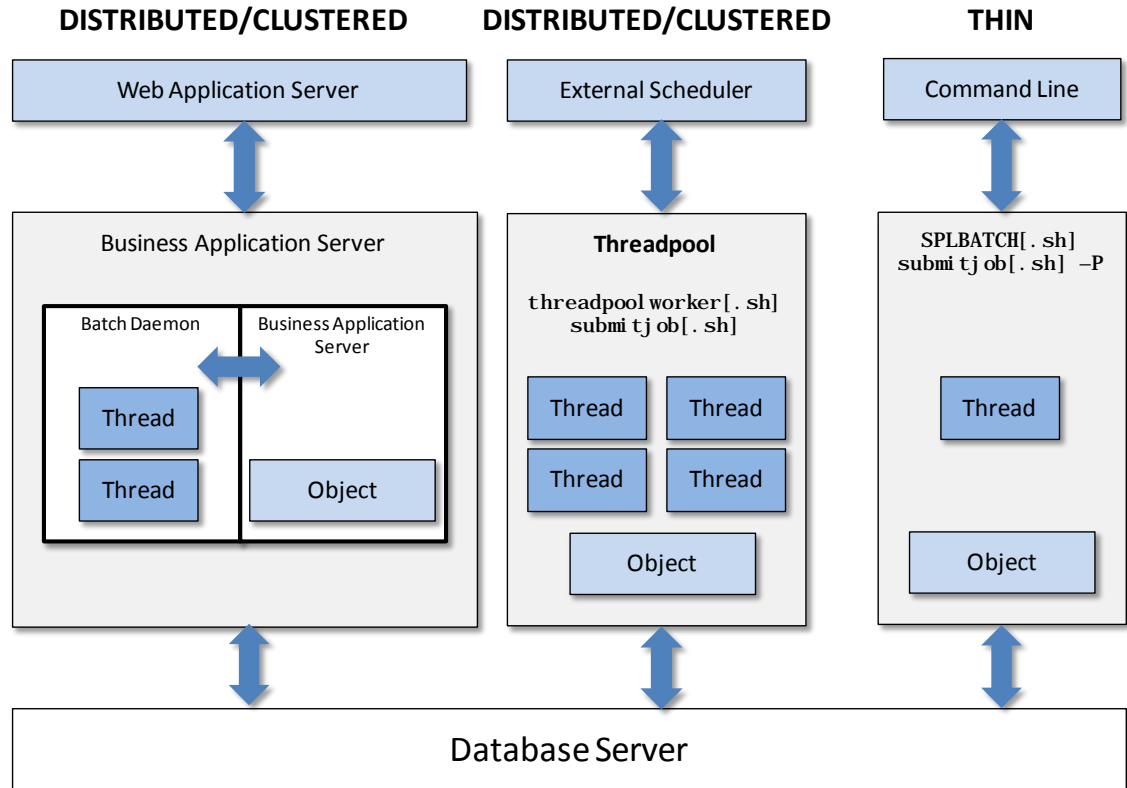 DISTRIBUTED/CLUSTERED
DISTRIBUTED/CLUSTERED
THIN
Web Application Server
External Scheduler
Command Line
Business Application Server
Batch Daemon
Business Application
Server
Thread
Thread
Object
Threadpool
threadpoolworker[.sh]
submitjob[.sh]
Thread
Thread
Thread
Thread
Object
SPLBATCH[.sh]
submitjob[.sh] –P
Thread
Object
Database Server